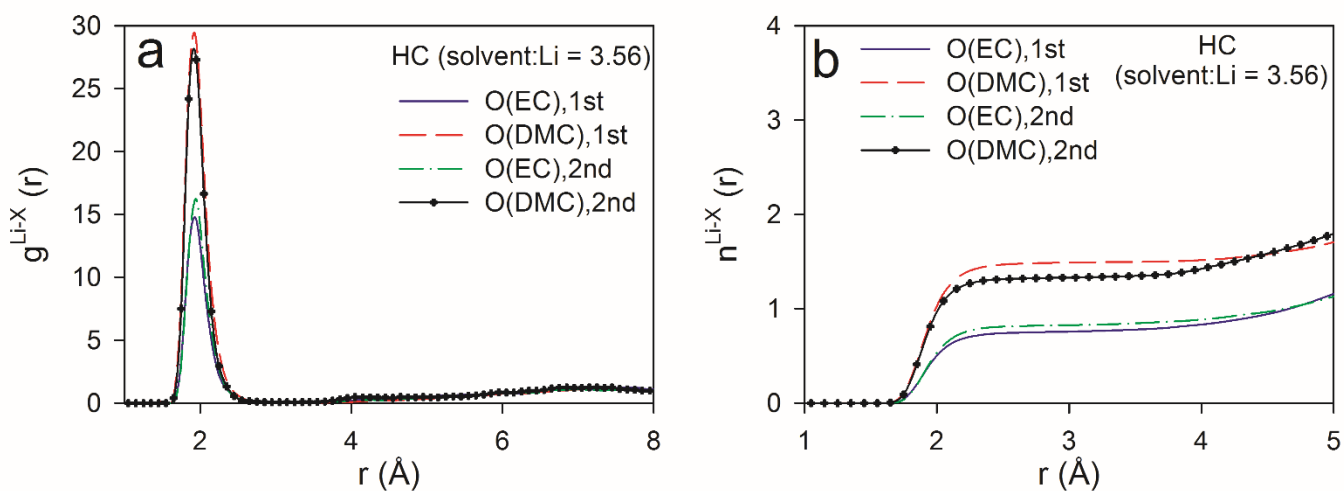 a
HC (solvent:Li = 3.56)
O(EC),1st
O(DMC),1st
O(EC),2nd
O(DMC),2nd
30
25
20
15
10
5
0
2
4
6
8
r (Å)
g^Li-X (r)
b
HC
(solvent:Li = 3.56)
O(EC),1st
O(DMC),1st
O(EC),2nd
O(DMC),2nd
4
3
2
1
0
1
2
3
4
5
r (Å)
n^Li-X (r)